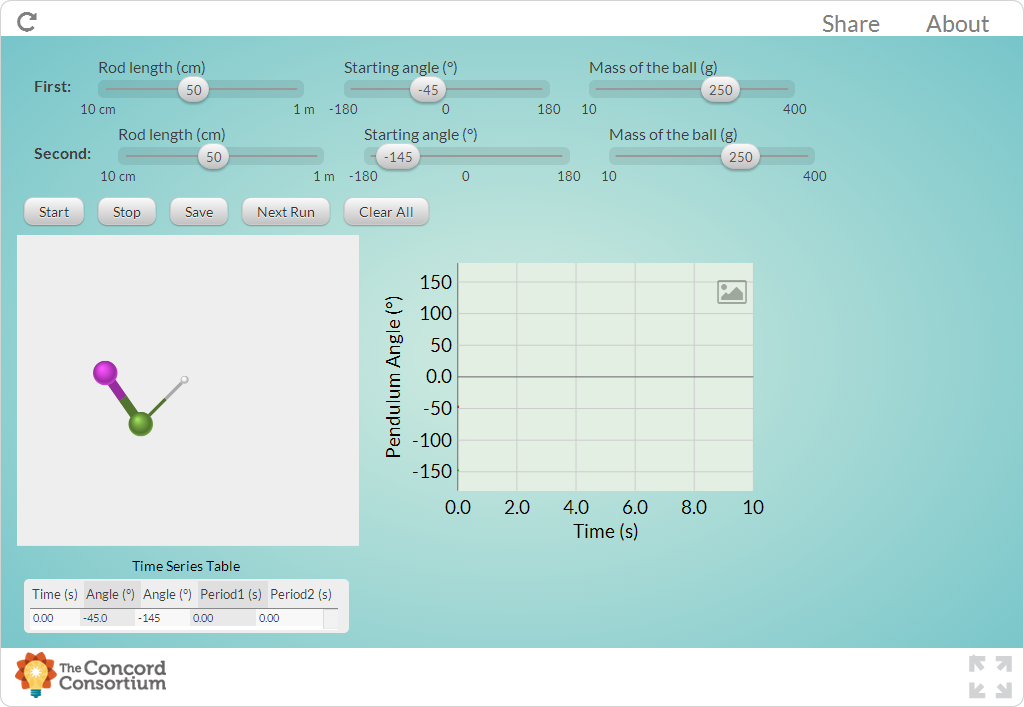 Share About
Rod length (cm) Starting angle (°) Mass of the ball (g)
First: 50 -45 250
10 cm 1 m -180 0 180 10 400
Rod length (cm) Starting angle (°) Mass of the ball (g)
Second: 50 -145 250
10 cm 1 m -180 0 180 10 400
Start Stop Save Next Run Clear All
Pendulum Angle (°)
150
100
50
0.0
-50
-100
-150
0.0 2.0 4.0 6.0 8.0 10
Time (s)
Time Series Table
Time (s) Angle (°) Angle (°) Period1 (s) Period2 (s)
0.00 -45.0 -145 0.00 0.00
The Concord
Consortium